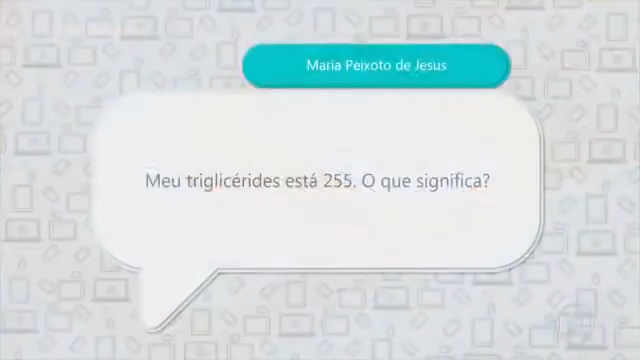 Maria Peixoto de Jesus
Meu triglicérides está 255. O que significa?